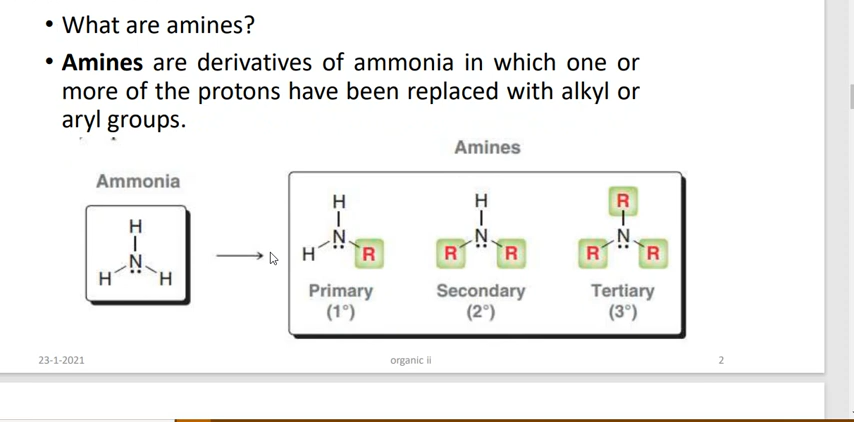 • What are amines?
• Amines are derivatives of ammonia in which one or
more of the protons have been replaced with alkyl or
aryl groups.
Amines
Ammonia
H
N
H
H
H
N
H
R
Primary
(1°)
H
N
R
R
Secondary
(2°)
R
N
R
R
Tertiary
(3°)
23-1-2021
organic ii
2